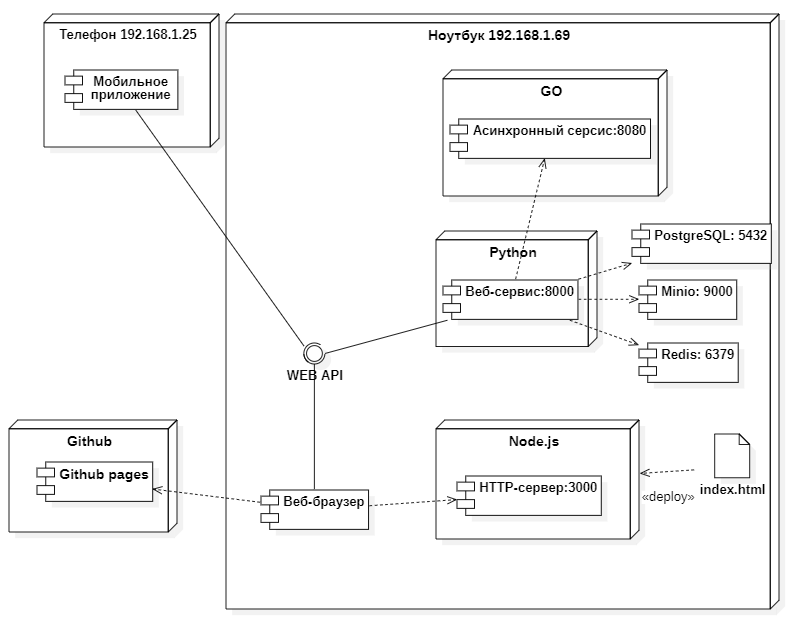 Телефон 192.168.1.25
Мобильное
приложение
Ноутбук 192.168.1.69
GO
Асинхронный серсис:8080
Python
Веб-сервис:8000
PostgreSQL: 5432
Minio: 9000
Redis: 6379
WEB API
Github
Github pages
Веб-браузер
Node.js
HTTP-сервер:3000
index.html
«deploy»